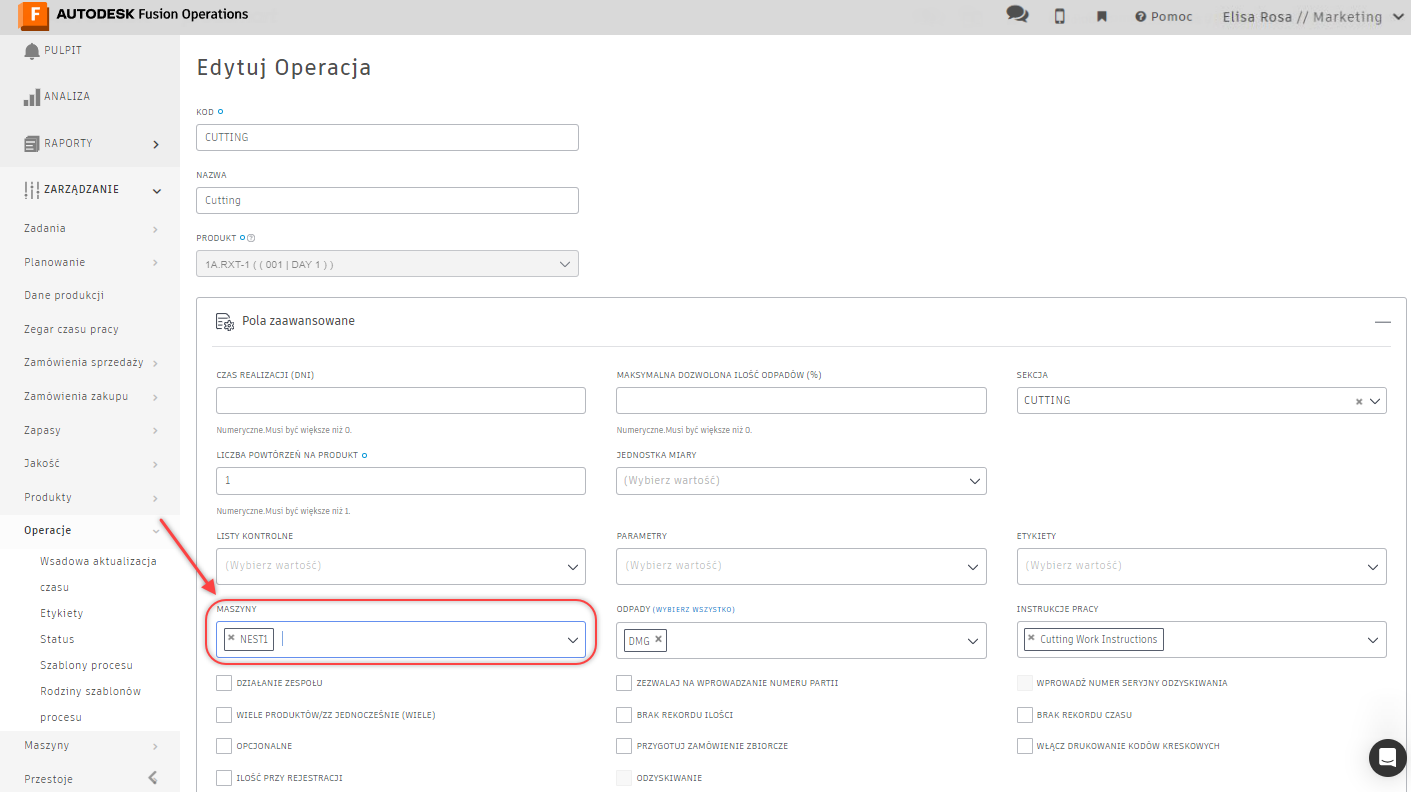 F AUTODESK Fusion Operations
Pomoc
Elisa Rosa // Marketing
PULPIT
ANALIZA
RAPORTY
ZARZĄDZANIE
Zadania
Planowanie
Dane produkcji
Zegar czasu pracy
Zamówienia sprzedaży
Zamówienia zakupu
Zapasy
Jakość
Produkty
Operacje
Wsadowa aktualizacja
czasu
Etykiety
Status
Szablony procesu
Rodziny szablonów
procesu
Maszyny
Przestoje
Edytuj Operacja
KOD
CUTTING
NAZWA
Cutting
PRODUKT
1A.RXT-1 ( ( 001 | DAY 1 ) )
Pola zaawansowane
CZAS REALIZACJI (DNI)
Numeryczne.Musi być większe niż 0.
MAKSYMALNA DOZWOLONA ILOŚĆ ODPADÓW (%)
Numeryczne.Musi być większe niż 0.
SEKCJA
CUTTING
LICZBA POWTÓRZEŃ NA PRODUKT
1
Numeryczne.Musi być większe niż 1.
JEDNOSTKA MIARY
(Wybierz wartość)
LISTY KONTROLNE
(Wybierz wartość)
PARAMETRY
(Wybierz wartość)
ETYKIETY
(Wybierz wartość)
MASZYNY
× NEST1
ODPADY (WYBIERZ WSZYSTKO)
DMG ×
INSTRUKCJE PRACY
× Cutting Work Instructions
DZIAŁANIE ZESPOŁU
ZEZWALAJ NA WPROWADZANIE NUMERU PARTII
WPROWADŹ NUMER SERYJNY ODZYSKIWANIA
WIELE PRODUKTÓW/ZZ JEDNOCZEŚNIE (WIELE)
BRAK REKORDU ILOŚCI
BRAK REKORDU CZASU
OPCJONALNE
PRZYGOTUJ ZAMÓWIENIE ZBIORCZE
WŁĄCZ DRUKOWANIE KODÓW KRESKOWYCH
ILOŚĆ PRZY REJESTRACJI
ODZYSKIWANIE